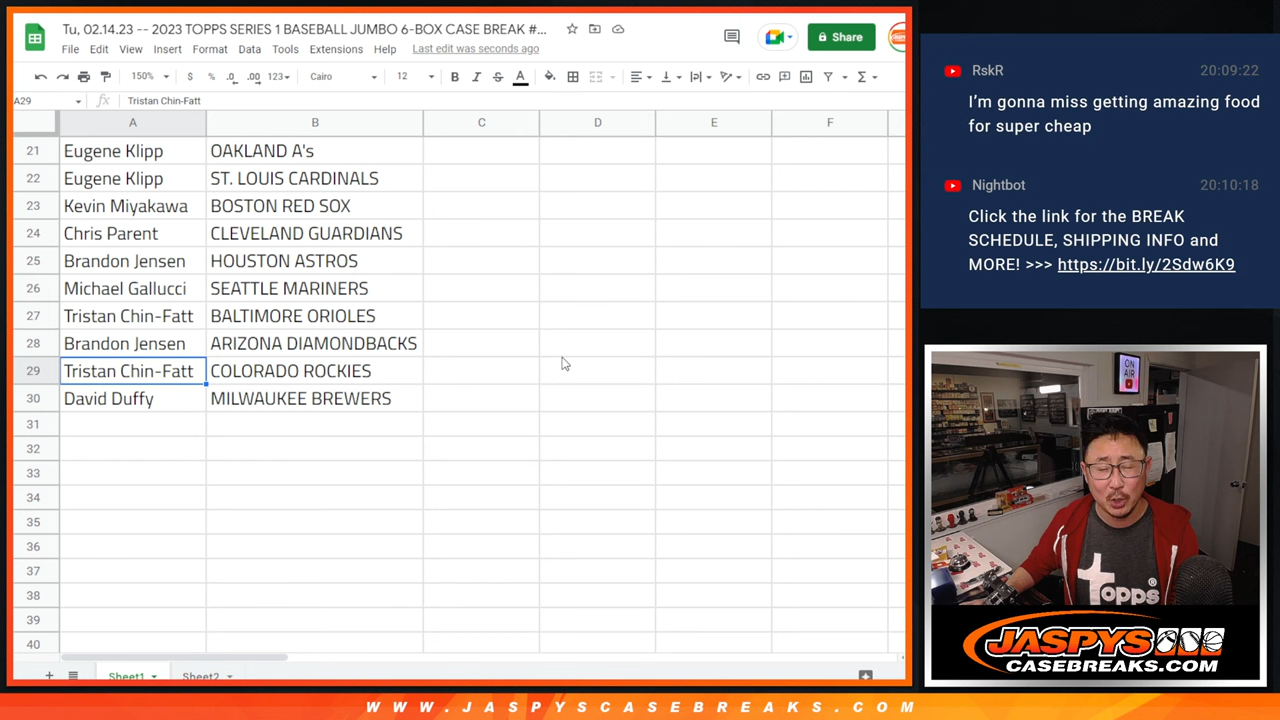 Tu, 02.14.23 -- 2023 TOPPS SERIES 1 BASEBALL JUMBO 6-BOX CASE BREAK #...
File Edit View Insert Format Data Tools Extensions Help Last edit was seconds ago
Share
150% $ % .0 .00 123 Cairo 12 B I S A
A29 fx Tristan Chin-Fatt
A B C D E F
21 Eugene Klipp OAKLAND A's
22 Eugene Klipp ST. LOUIS CARDINALS
23 Kevin Miyakawa BOSTON RED SOX
24 Chris Parent CLEVELAND GUARDIANS
25 Brandon Jensen HOUSTON ASTROS
26 Michael Gallucci SEATTLE MARINERS
27 Tristan Chin-Fatt BALTIMORE ORIOLES
28 Brandon Jensen ARIZONA DIAMONDBACKS
29 Tristan Chin-Fatt COLORADO ROCKIES
30 David Duffy MILWAUKEE BREWERS
31
32
33
34
35
36
37
38
39
40
Sheet1 Sheet2
RskR 20:09:22
I'm gonna miss getting amazing food
for super cheap
Nightbot 20:10:18
Click the link for the BREAK
SCHEDULE, SHIPPING INFO and
MORE! >>> https://bit.ly/2Sdw6K9
ON
AIR
Topps
JASPYS
CASEBREAKS.COM
WWW.JASPYSCASEBREAKS.COM